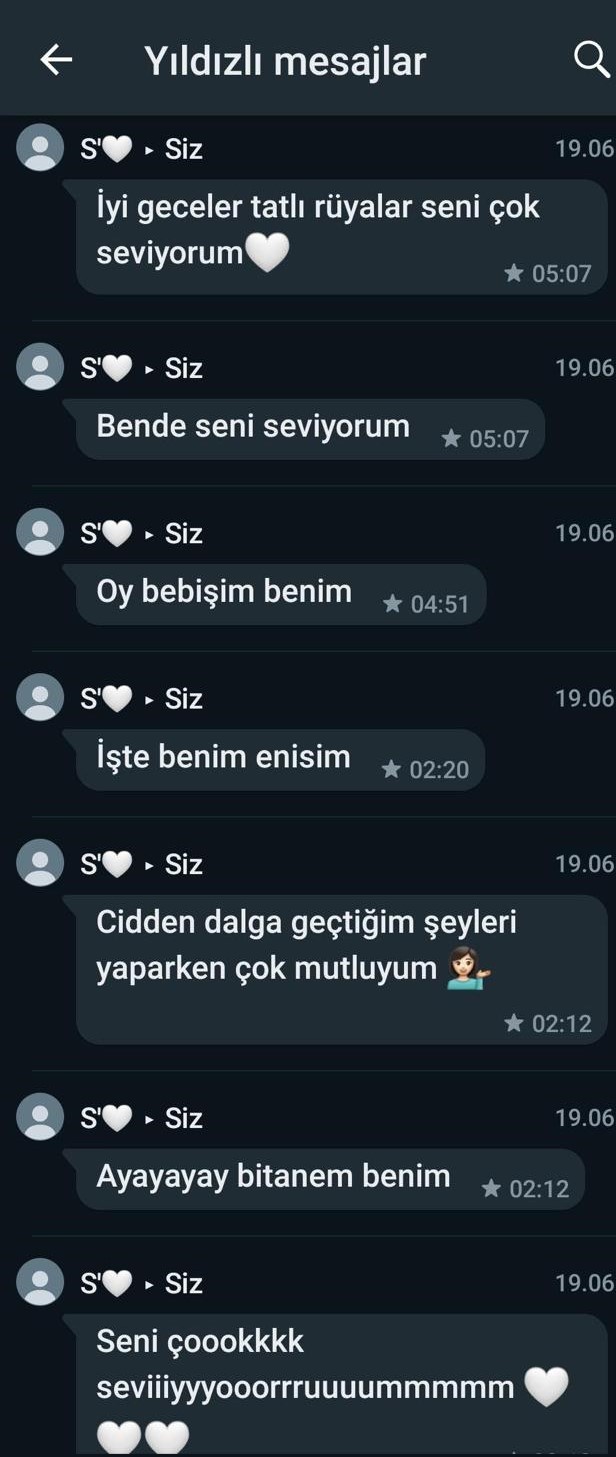 Yıldızlı mesajlar
S'🤍 ▸ Siz 19.06
İyi geceler tatlı rüyalar seni çok
seviyorum🤍
★ 05:07
S'🤍 ▸ Siz 19.06
Bende seni seviyorum ★ 05:07
S'🤍 ▸ Siz 19.06
Oy bebişim benim ★ 04:51
S'🤍 ▸ Siz 19.06
İşte benim enisim ★ 02:20
S'🤍 ▸ Siz 19.06
Cidden dalga geçtiğim şeyleri
yaparken çok mutluyum 💁🏻‍♀️
★ 02:12
S'🤍 ▸ Siz 19.06
Ayayayay bitanem benim ★ 02:12
S'🤍 ▸ Siz 19.06
Seni çoookkkk
seviiiyyyooorrruuuummmmm 🤍
🤍🤍